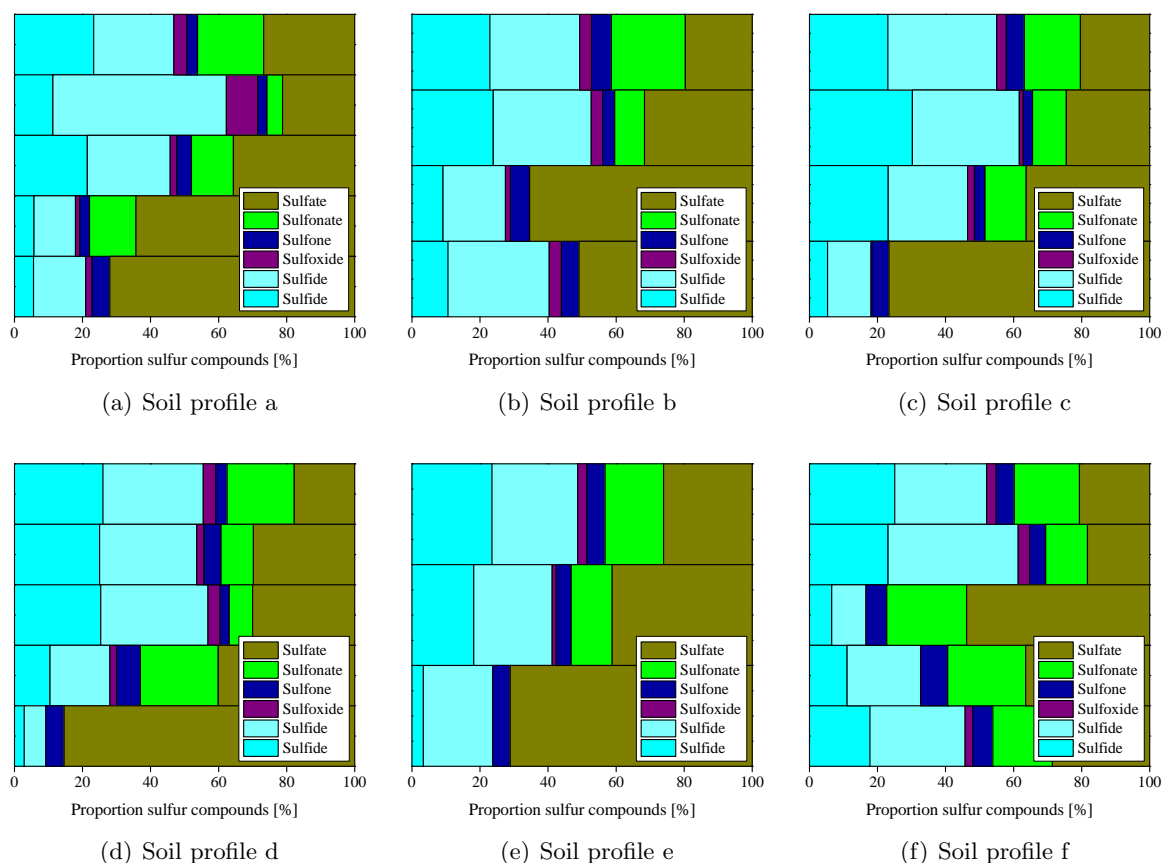 Sulfate
Sulfonate
Sulfone
Sulfoxide
Sulfide
Sulfide
0 20 40 60 80 100
Proportion sulfur compounds [%]
(a) Soil profile a
Sulfate
Sulfonate
Sulfone
Sulfoxide
Sulfide
Sulfide
0 20 40 60 80 100
Proportion sulfur compounds [%]
(b) Soil profile b
Sulfate
Sulfonate
Sulfone
Sulfoxide
Sulfide
Sulfide
0 20 40 60 80 100
Proportion sulfur compounds [%]
(c) Soil profile c
Sulfate
Sulfonate
Sulfone
Sulfoxide
Sulfide
Sulfide
0 20 40 60 80 100
Proportion sulfur compounds [%]
(d) Soil profile d
Sulfate
Sulfonate
Sulfone
Sulfoxide
Sulfide
Sulfide
0 20 40 60 80 100
Proportion sulfur compounds [%]
(e) Soil profile e
Sulfate
Sulfonate
Sulfone
Sulfoxide
Sulfide
Sulfide
0 20 40 60 80 100
Proportion sulfur compounds [%]
(f) Soil profile f